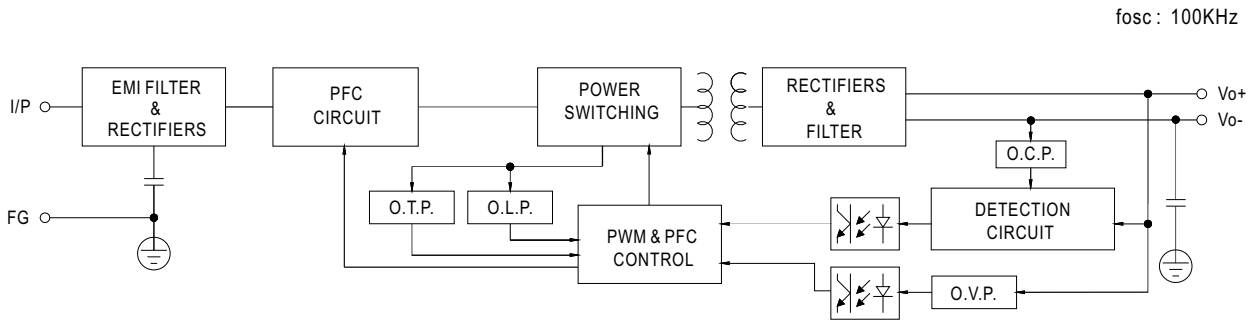 fosc : 100KHz
I/P
EMI FILTER
&
RECTIFIERS
PFC
CIRCUIT
POWER
SWITCHING
RECTIFIERS
&
FILTER
Vo+
Vo-
O.C.P.
O.T.P.
O.L.P.
FG
PWM & PFC
CONTROL
DETECTION
CIRCUIT
O.V.P.